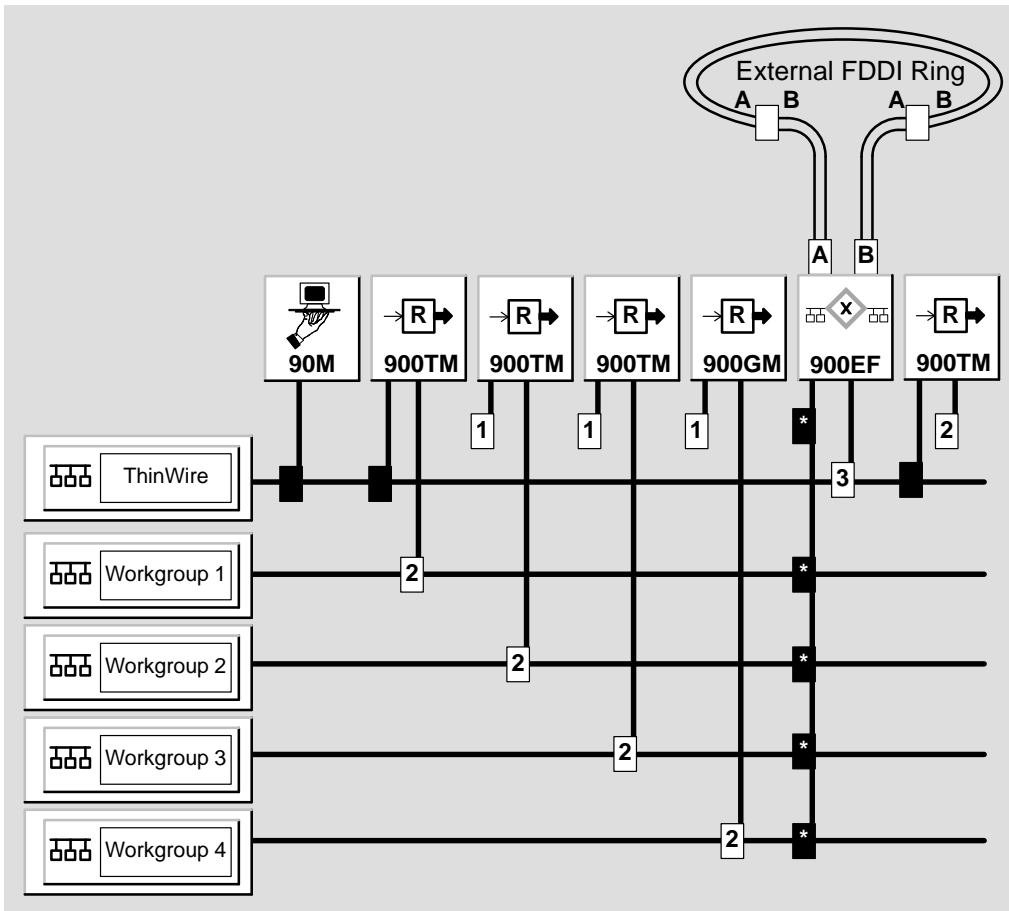 External FDDI Ring
A B A B
A B
R R R R X R
90M 900TM 900TM 900TM 900GM 900EF 900TM
1 1 1 * 2
ThinWire 3
Workgroup 1 2 *
Workgroup 2 2 *
Workgroup 3 2 *
Workgroup 4 2 *